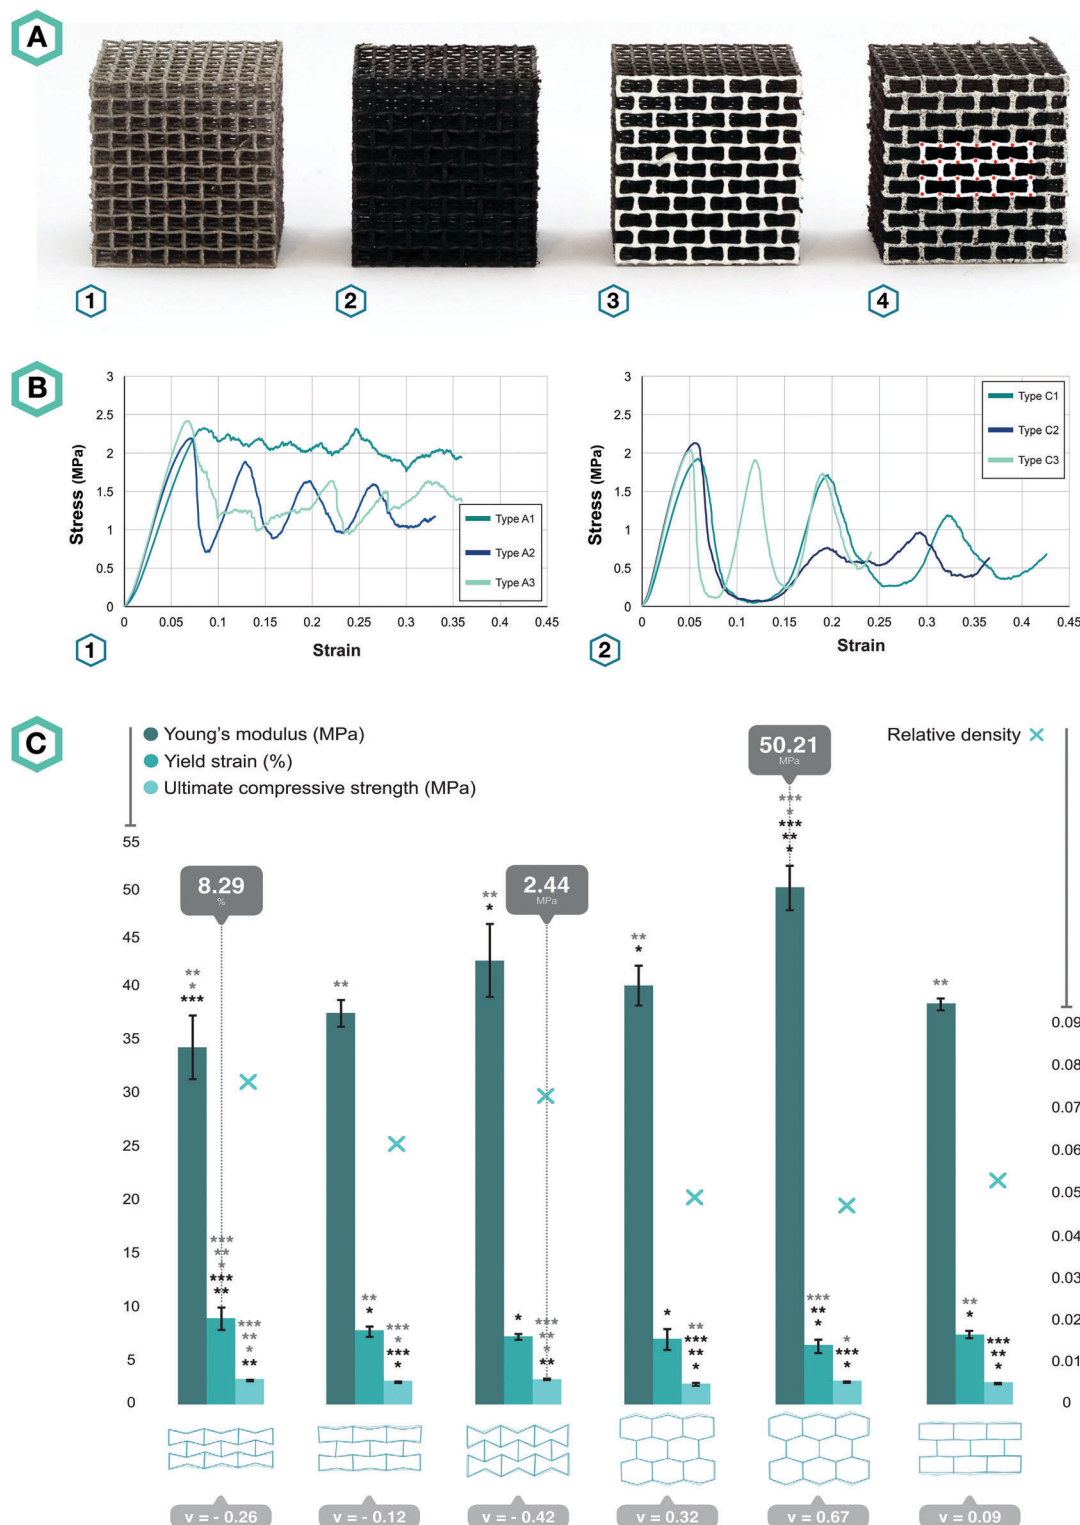 A
1
2
3
4
B
3
2.5
2
1.5
1
0.5
0
Stress (MPa)
0 0.05 0.1 0.15 0.2 0.25 0.3 0.35 0.4 0.45
Strain
Type A1
Type A2
Type A3
1
3
2.5
2
1.5
1
0.5
0
Stress (MPa)
0 0.05 0.1 0.15 0.2 0.25 0.3 0.35 0.4 0.45
Strain
Type C1
Type C2
Type C3
2
C
Young's modulus (MPa)
Yield strain (%)
Ultimate compressive strength (MPa)
Relative density
50.21
MPa
8.29
%
2.44
MPa
55
50
45
40
35
30
25
20
15
10
5
0
0.09
0.08
0.07
0.06
0.05
0.04
0.03
0.02
0.01
0
v = - 0.26
v = - 0.12
v = - 0.42
v = 0.32
v = 0.67
v = 0.09